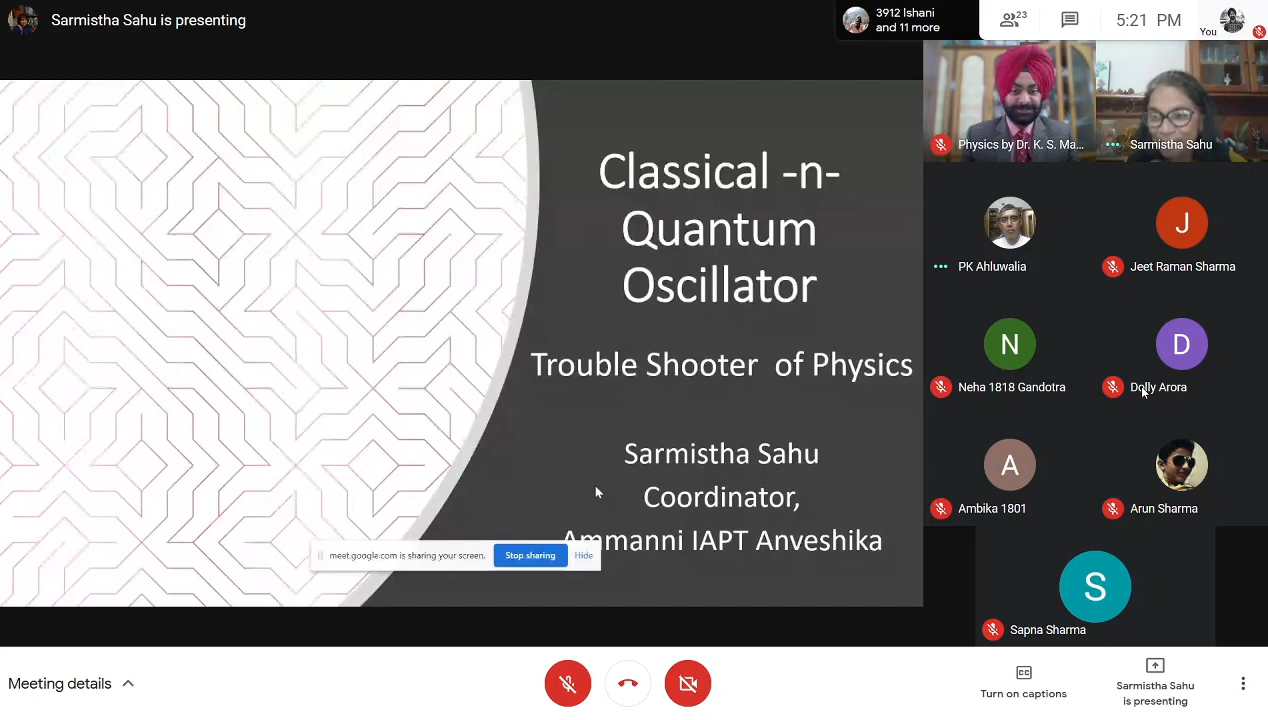 Sarmistha Sahu is presenting
3912 Ishani
and 11 more
23
5:21 PM
You
Classical -n-
Quantum
Oscillator
Trouble Shooter of Physics
Sarmistha Sahu
Coordinator,
Ammanni IAPT Anveshika
meet.google.com is sharing your screen.
Stop sharing
Hide
Physics by Dr. K. S. Ma...
Sarmistha Sahu
PK Ahluwalia
J
Jeet Raman Sharma
N
Neha 1818 Gandotra
D
Dolly Arora
A
Ambika 1801
Arun Sharma
S
Sapna Sharma
Meeting details
CC
Turn on captions
Sarmistha Sahu
is presenting